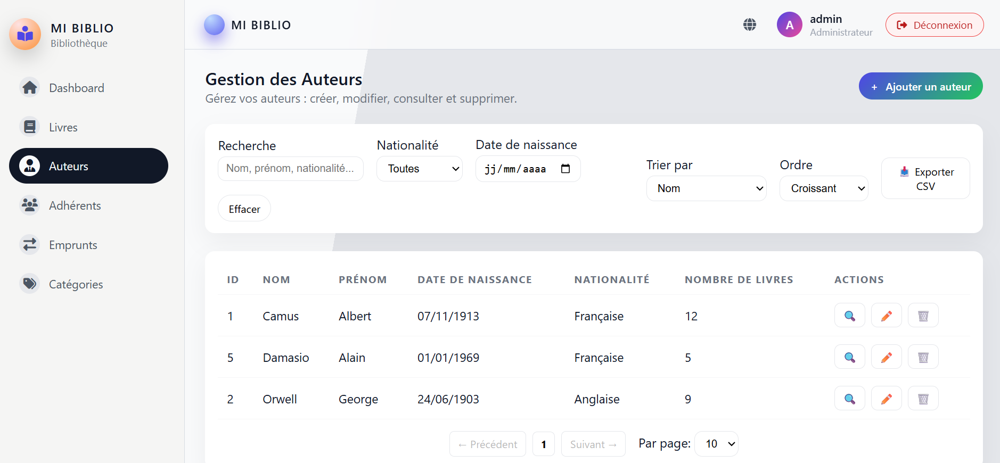 MI BIBLIO
Bibliothèque
Dashboard
Livres
Auteurs
Adhérents
Emprunts
Catégories
MI BIBLIO
A
admin
Administrateur
Déconnexion
Gestion des Auteurs
Gérez vos auteurs : créer, modifier, consulter et supprimer.
+ Ajouter un auteur
Recherche
Nom, prénom, nationalité...
Nationalité
Toutes
Date de naissance
jj/mm/aaaa
Trier par
Nom
Ordre
Croissant
Exporter
CSV
Effacer
ID NOM PRÉNOM DATE DE NAISSANCE NATIONALITÉ NOMBRE DE LIVRES ACTIONS
1 Camus Albert 07/11/1913 Française 12
5 Damasio Alain 01/01/1969 Française 5
2 Orwell George 24/06/1903 Anglaise 9
← Précédent 1 Suivant → Par page: 10